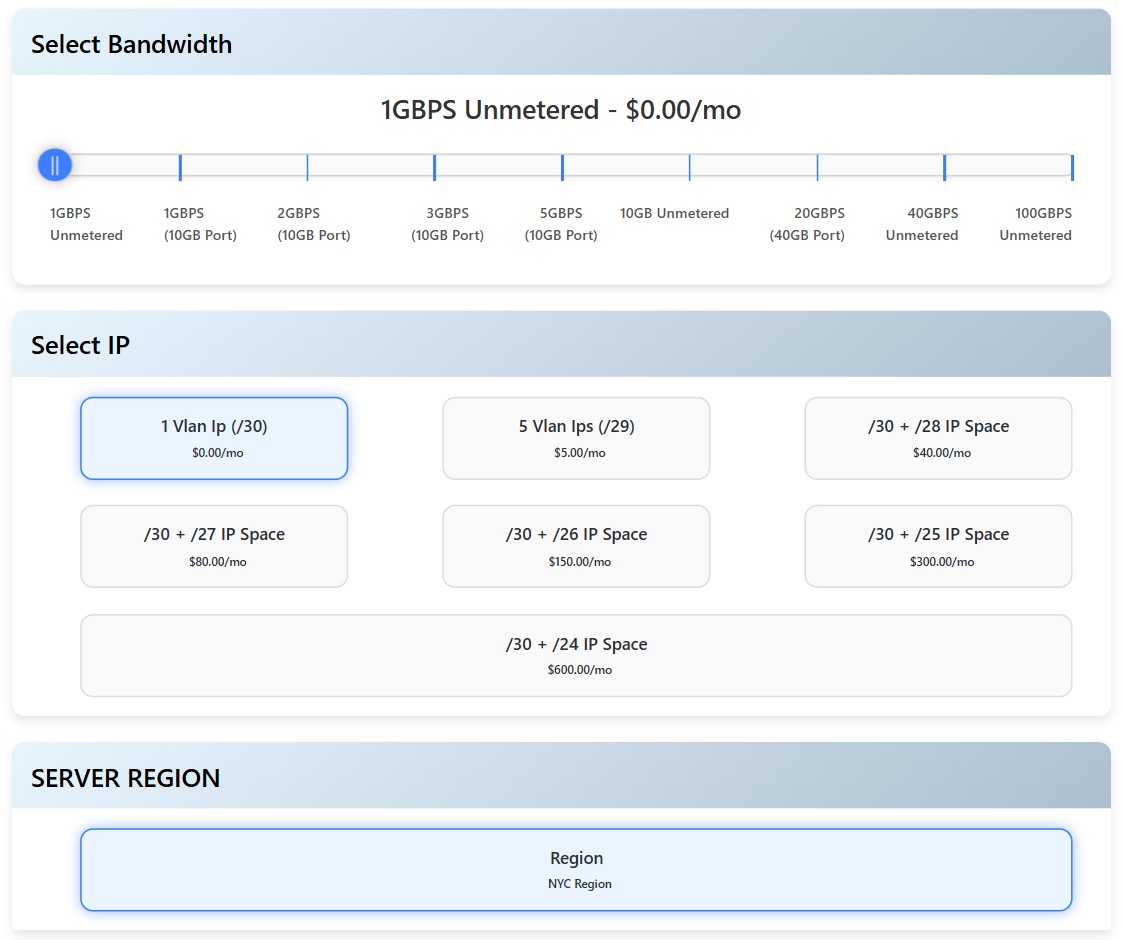 Select Bandwidth
1GBPS Unmetered - $0.00/mo
1GBPS
Unmetered
1GBPS
(10GB Port)
2GBPS
(10GB Port)
3GBPS
(10GB Port)
5GBPS
(10GB Port)
10GB Unmetered
20GBPS
(40GB Port)
40GBPS
Unmetered
100GBPS
Unmetered
Select IP
1 Vlan Ip (/30)
$0.00/mo
5 Vlan Ips (/29)
$5.00/mo
/30 + /28 IP Space
$40.00/mo
/30 + /27 IP Space
$80.00/mo
/30 + /26 IP Space
$150.00/mo
/30 + /25 IP Space
$300.00/mo
/30 + /24 IP Space
$600.00/mo
SERVER REGION
Region
NYC Region